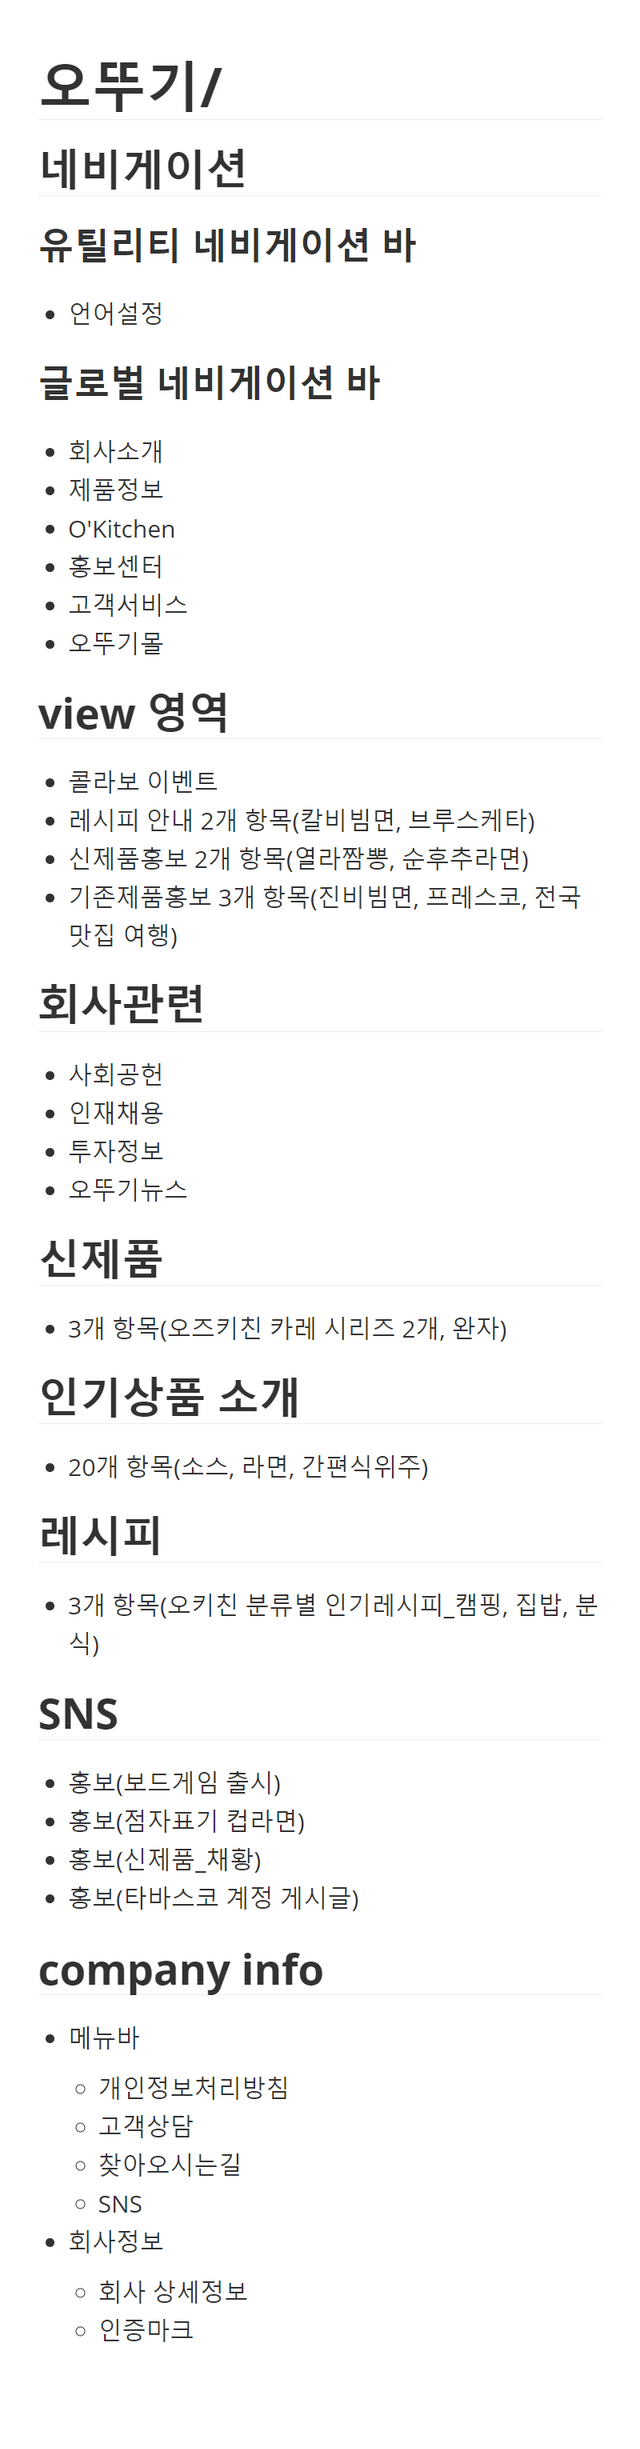 오뚜기/
네비게이션
유틸리티 네비게이션 바
언어설정
글로벌 네비게이션 바
회사소개
제품정보
O'Kitchen
홍보센터
고객서비스
오뚜기몰
view 영역
콜라보 이벤트
레시피 안내 2개 항목(칼비빔면, 브루스케타)
신제품홍보 2개 항목(열라짬뽕, 순후추라면)
기존제품홍보 3개 항목(진비빔면, 프레스코, 전국
맛집 여행)
회사관련
사회공헌
인재채용
투자정보
오뚜기뉴스
신제품
3개 항목(오즈키친 카레 시리즈 2개, 완자)
인기상품 소개
20개 항목(소스, 라면, 간편식위주)
레시피
3개 항목(오키친 분류별 인기레시피_캠핑, 집밥, 분
식)
SNS
홍보(보드게임 출시)
홍보(점자표기 컵라면)
홍보(신제품_채황)
홍보(타바스코 계정 게시글)
company info
메뉴바
개인정보처리방침
고객상담
찾아오시는길
SNS
회사정보
회사 상세정보
인증마크